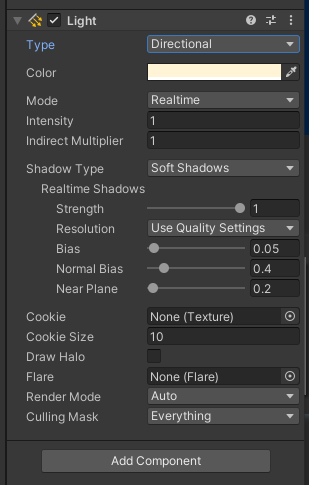 Light
Type Directional
Color
Mode Realtime
Intensity 1
Indirect Multiplier 1
Shadow Type Soft Shadows
Realtime Shadows
Strength 1
Resolution Use Quality Settings
Bias 0.05
Normal Bias 0.4
Near Plane 0.2
Cookie None (Texture)
Cookie Size 10
Draw Halo
Flare None (Flare)
Render Mode Auto
Culling Mask Everything
Add Component